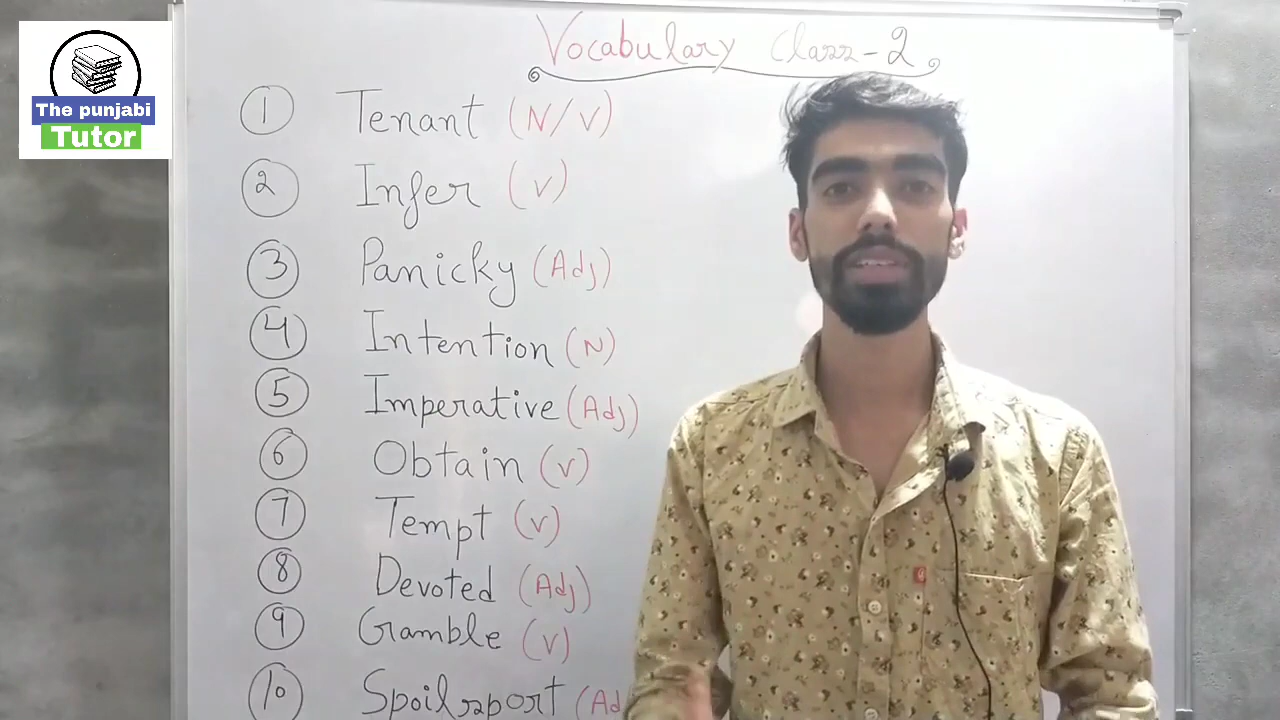 The punjabi
Tutor
Vocabulary Class-2
1 Tenant (N/V)
2 Infer (V)
3 Panicky (Adj)
4 Intention (N)
5 Imperative (Adj)
6 Obtain (V)
7 Tempt (V)
8 Devoted (Adj)
9 Gamble (V)
10 Spoilsport (Ad